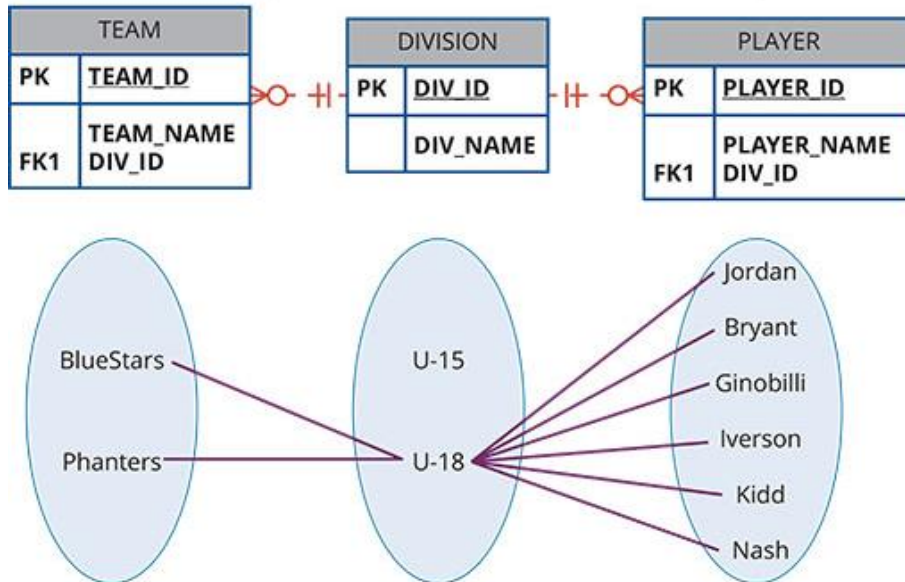 TEAM
PK TEAM_ID
TEAM_NAME
FK1 DIV_ID
DIVISION
PK DIV_ID
DIV_NAME
PLAYER
PK PLAYER_ID
PLAYER_NAME
FK1 DIV_ID
BlueStars
Phanters
U-15
U-18
Jordan
Bryant
Ginobilli
Iverson
Kidd
Nash